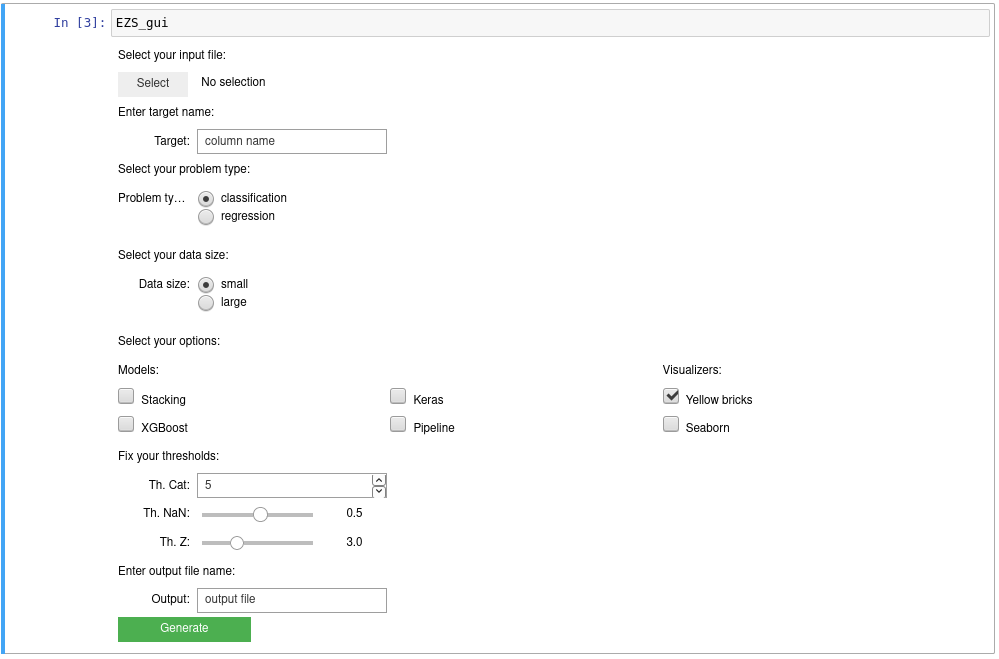 In [3]: EZS_gui
Select your input file:
Select No selection
Enter target name:
Target: column name
Select your problem type:
Problem ty… classification
regression
Select your data size:
Data size: small
large
Select your options:
Models: Visualizers:
Stacking Keras Yellow bricks
XGBoost Pipeline Seaborn
Fix your thresholds:
Th. Cat: 5
Th. NaN: 0.5
Th. Z: 3.0
Enter output file name:
Output: output file
Generate